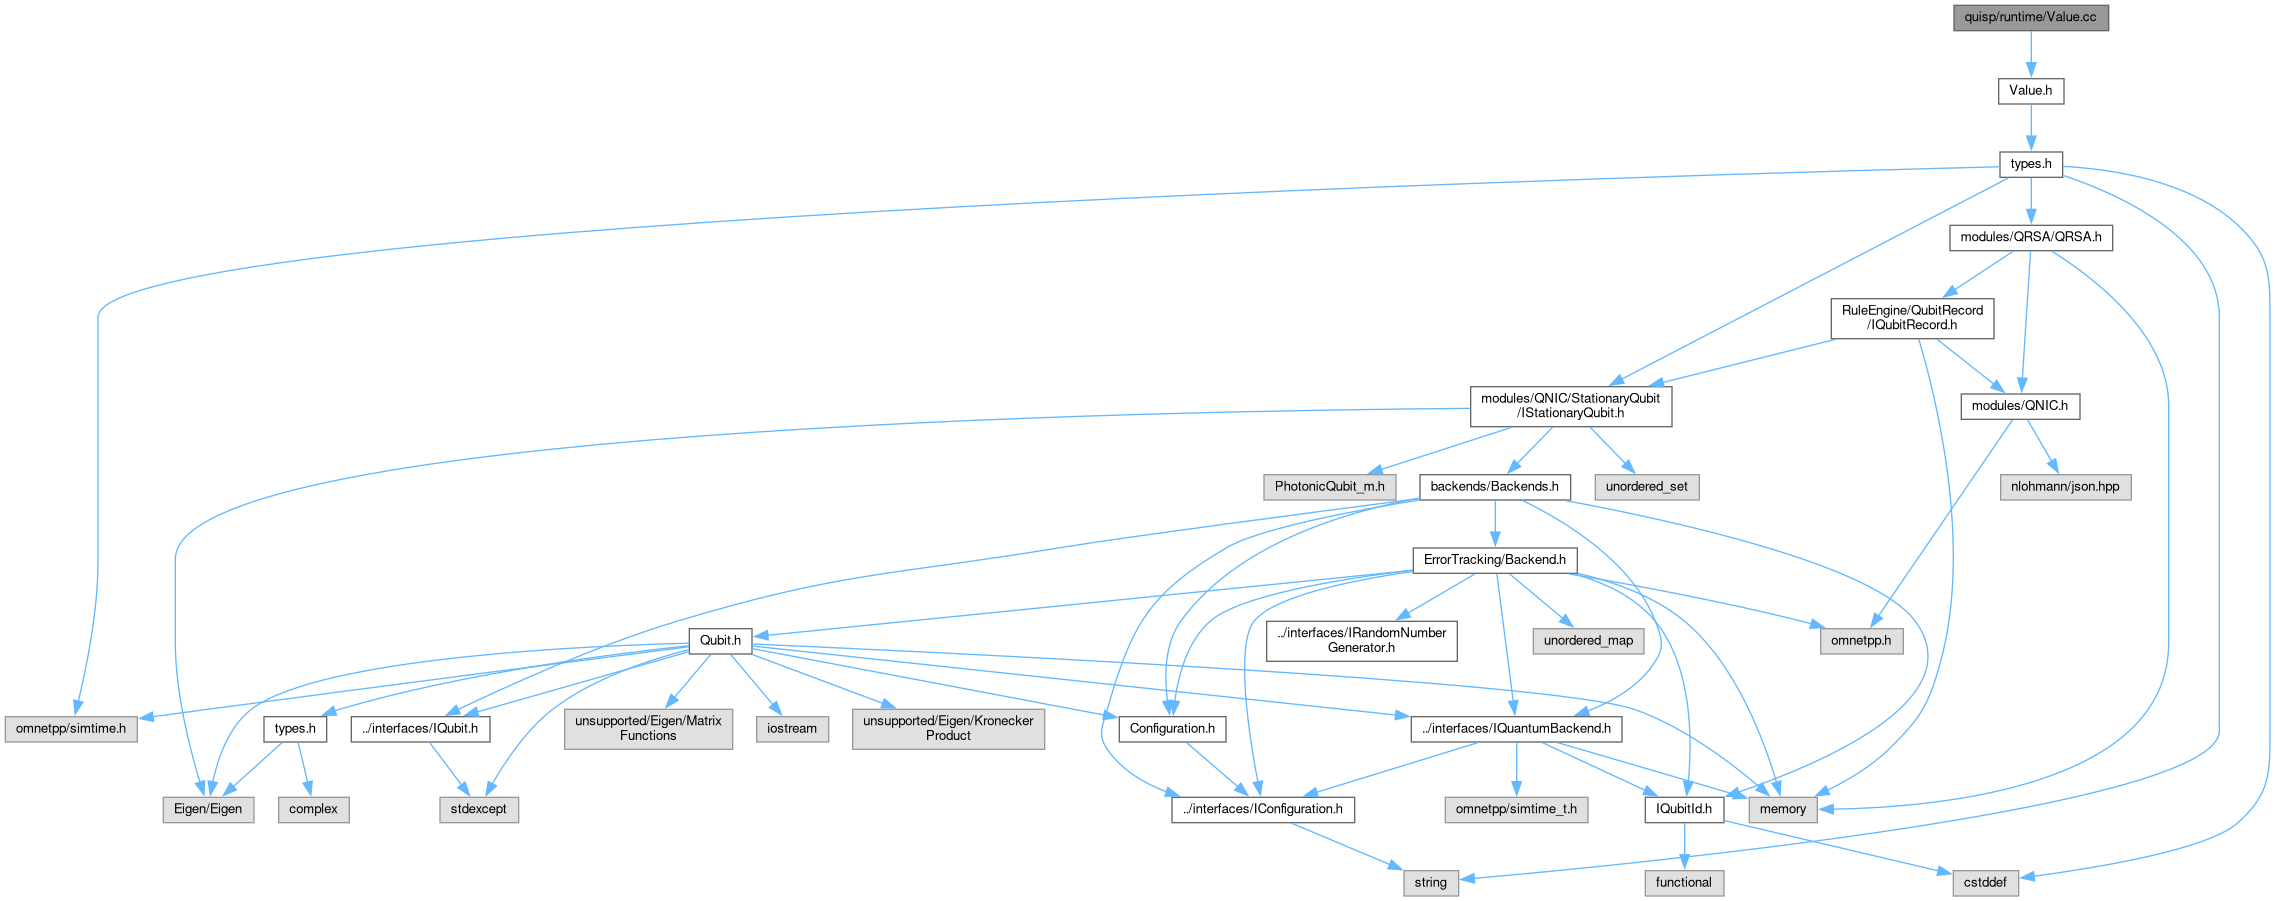 quisp/runtime/Value.cc
Value.h
types.h
modules/QRSA/QRSA.h
RuleEngine/QubitRecord
/IQubitRecord.h
modules/QNIC/StationaryQubit
/IStationaryQubit.h
modules/QNIC.h
PhotonicQubit_m.h
backends/Backends.h
unordered_set
nlohmann/json.hpp
ErrorTracking/Backend.h
Qubit.h
../interfaces/IRandomNumber
Generator.h
unordered_map
omnetpp.h
omnetpp/simtime.h
types.h
../interfaces/IQubit.h
unsupported/Eigen/Matrix
Functions
iostream
unsupported/Eigen/Kronecker
Product
Configuration.h
../interfaces/IQuantumBackend.h
Eigen/Eigen
complex
stdexcept
../interfaces/IConfiguration.h
omnetpp/simtime_t.h
IQubitId.h
memory
string
functional
cstddef